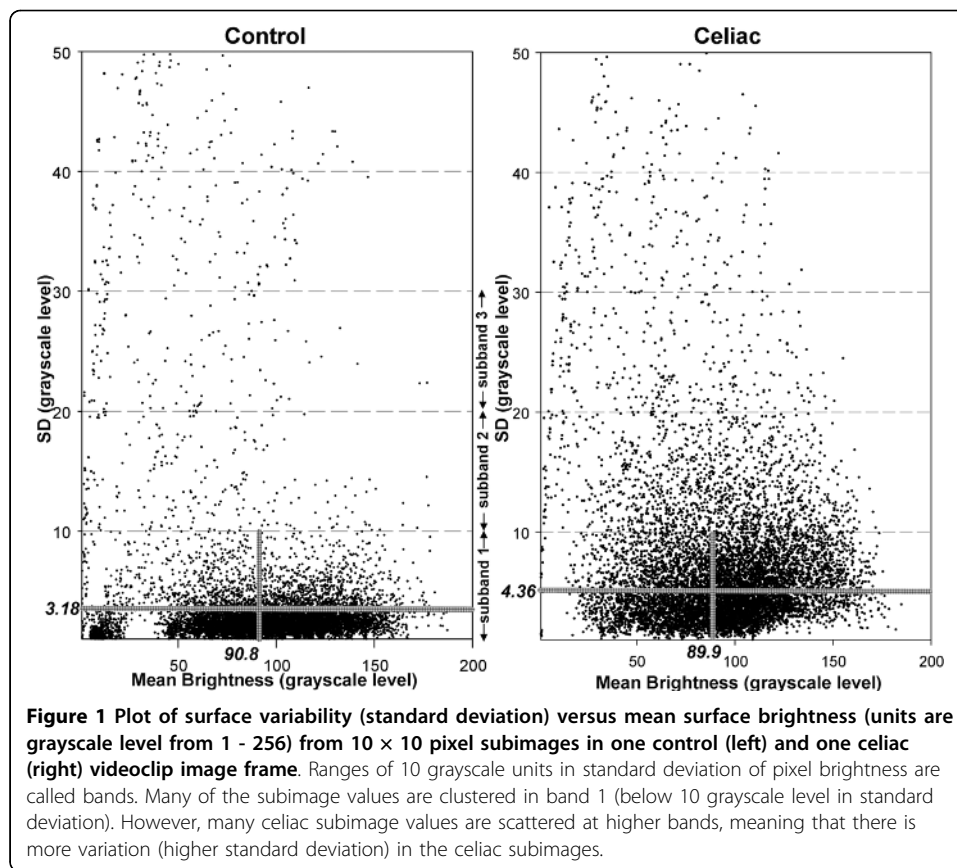 Control
50
40
30
20
10
3.18
SD (grayscale level)
50
100
150
200
90.8
Mean Brightness (grayscale level)
subband 1
subband 2
subband 3
Celiac
50
40
30
20
10
4.36
SD (grayscale level)
50
100
150
200
89.9
Mean Brightness (grayscale level)
Figure 1 Plot of surface variability (standard deviation) versus mean surface brightness (units are
grayscale level from 1 - 256) from 10 × 10 pixel subimages in one control (left) and one celiac
(right) videoclip image frame. Ranges of 10 grayscale units in standard deviation of pixel brightness are
called bands. Many of the subimage values are clustered in band 1 (below 10 grayscale level in standard
deviation). However, many celiac subimage values are scattered at higher bands, meaning that there is
more variation (higher standard deviation) in the celiac subimages.